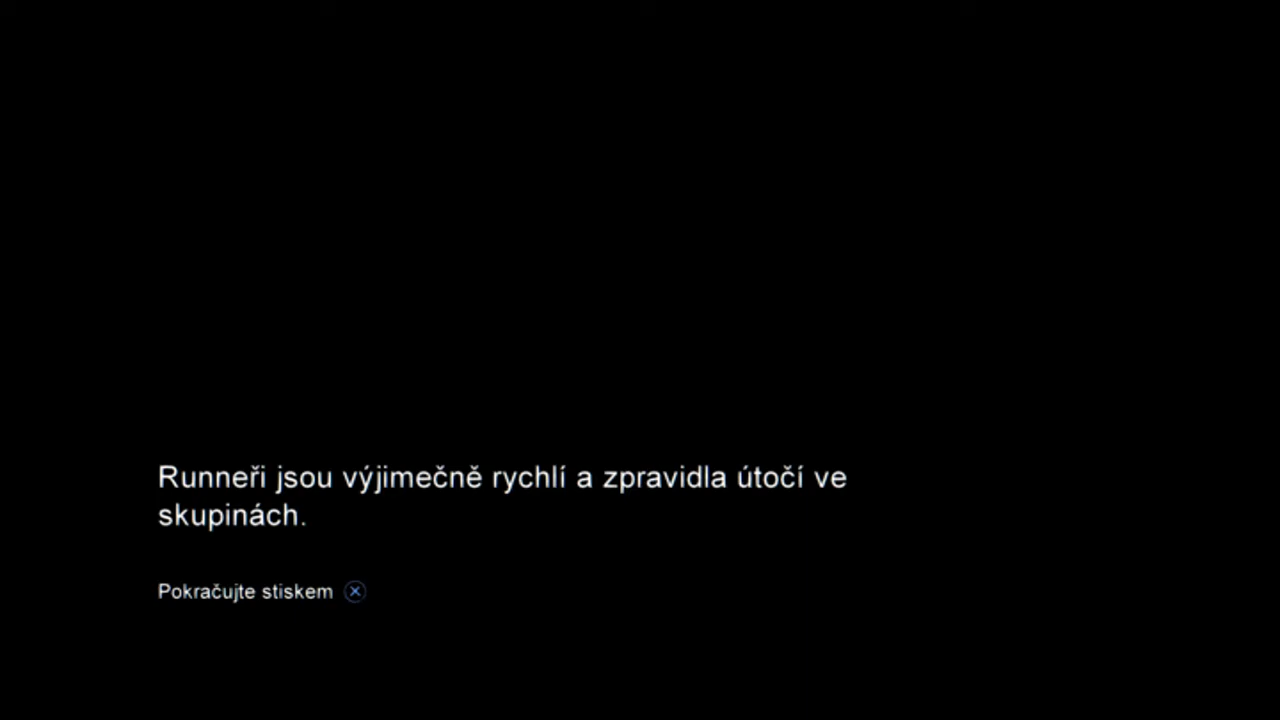 Runneři jsou výjimečně rychlí a zpravidla útočí ve
skupinách.
Pokračujte stiskem